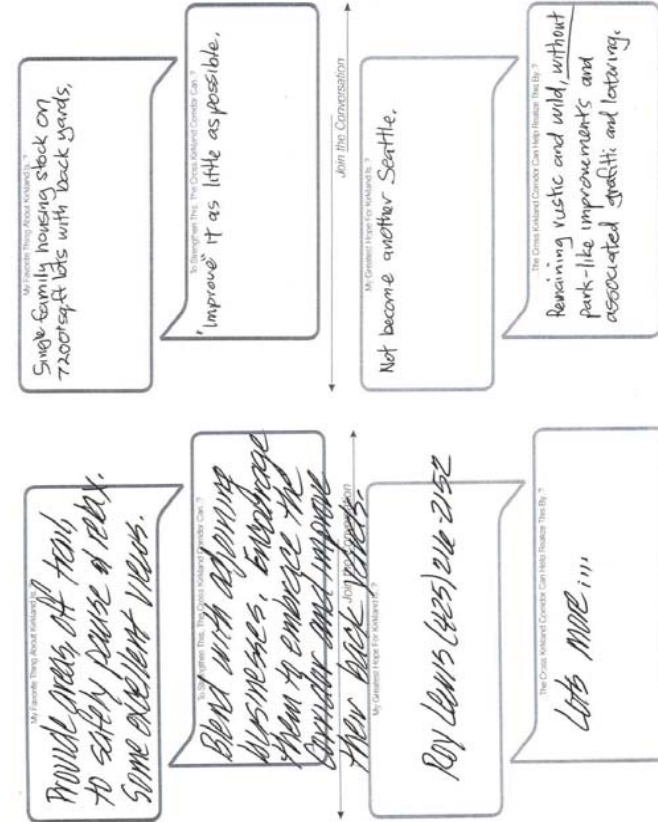 My Favorite Thing About Kirkland Is..?
Single family housing stock on
7200+sq.ft lots with back yards.
To Strengthen This, The Cross Kirkland Corridor Can..?
"Improve" it as little as possible.
Join the Conversation
My Greatest Hope For Kirkland Is..?
Not become another Seattle.
The Cross Kirkland Corridor Can Help Realize This By..?
Remaining rustic and wild, without
park-like improvements and
associated grafitti and loitering.
My Favorite Thing About Kirkland Is..?
Provide areas, off trail,
to safely pause & relax.
Some excellent views.
To Strengthen This, The Cross Kirkland Corridor Can..?
Blend with adjoining
businesses. Encourage
them to embrace the
Corridor and improve
their back
Join the Conversation
My Greatest Hope For Kirkland Is..?
Roy Lewis (425) 216-2152
The Cross Kirkland Corridor Can Help Realize This By..?
Lots more....